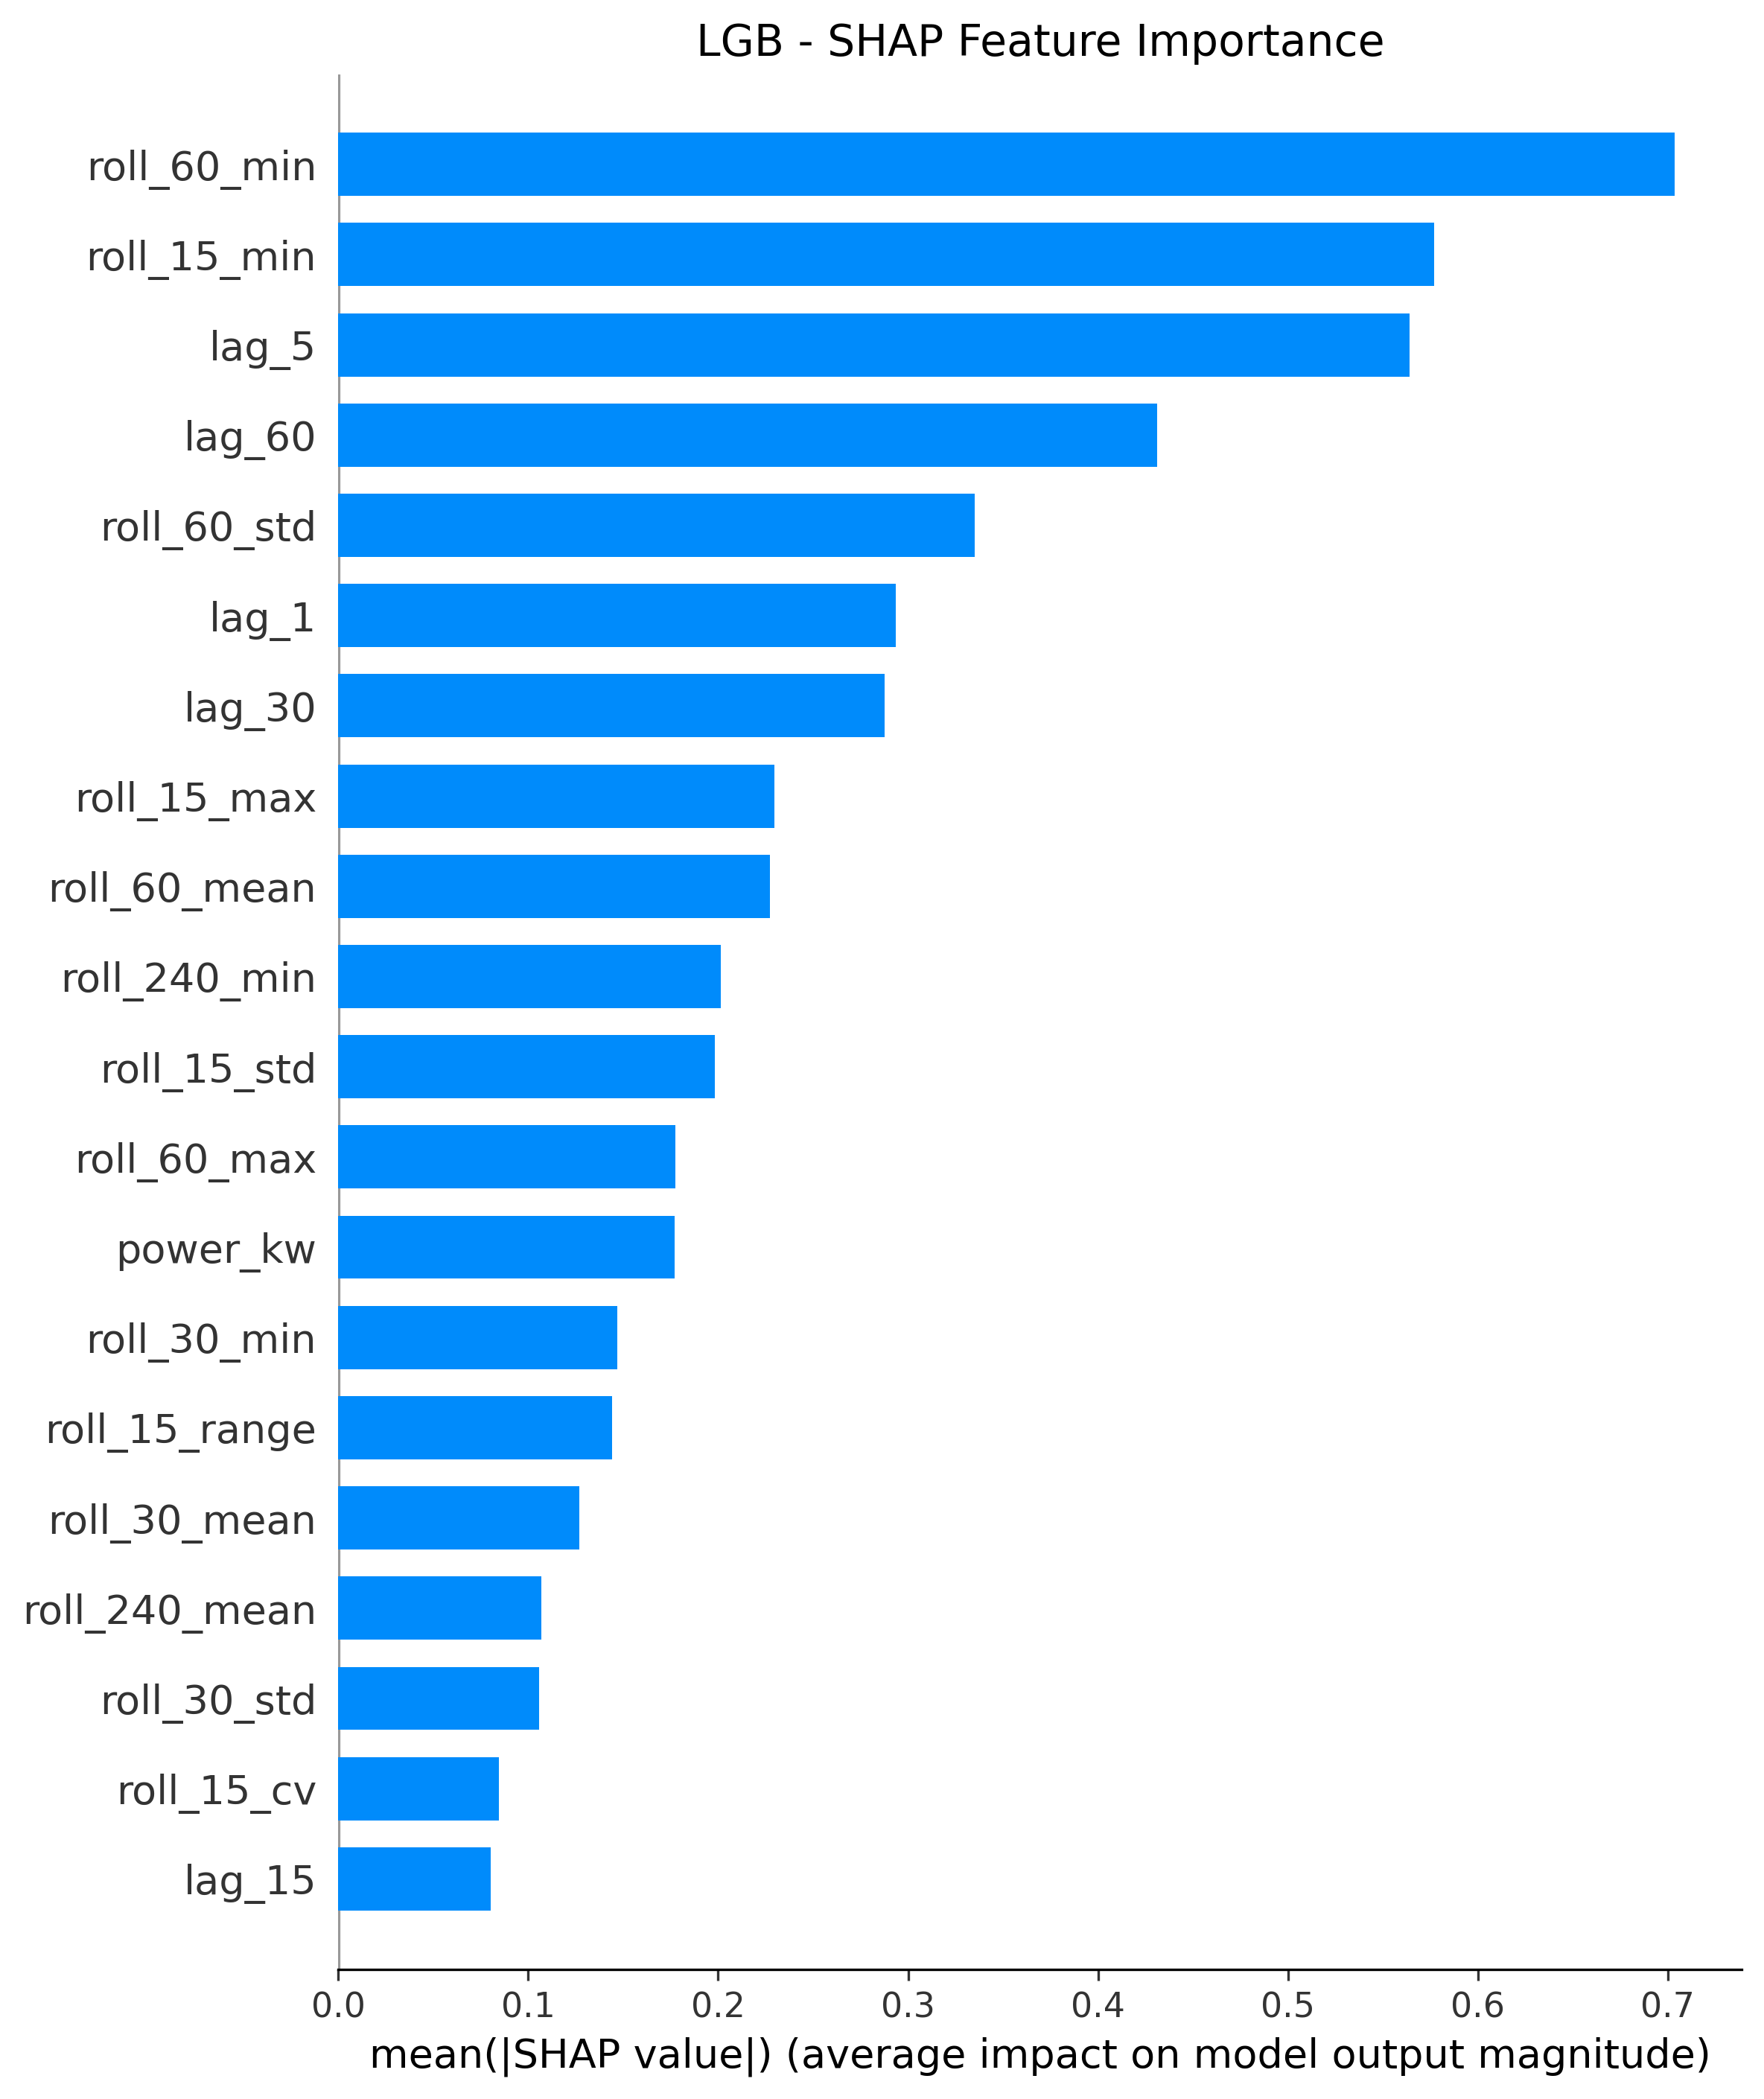 LGB - SHAP Feature Importance
roll_60_min
roll_15_min
lag_5
lag_60
roll_60_std
lag_1
lag_30
roll_15_max
roll_60_mean
roll_240_min
roll_15_std
roll_60_max
power_kw
roll_30_min
roll_15_range
roll_30_mean
roll_240_mean
roll_30_std
roll_15_cv
lag_15
0.0 0.1 0.2 0.3 0.4 0.5 0.6 0.7
mean(|SHAP value|) (average impact on model output magnitude)